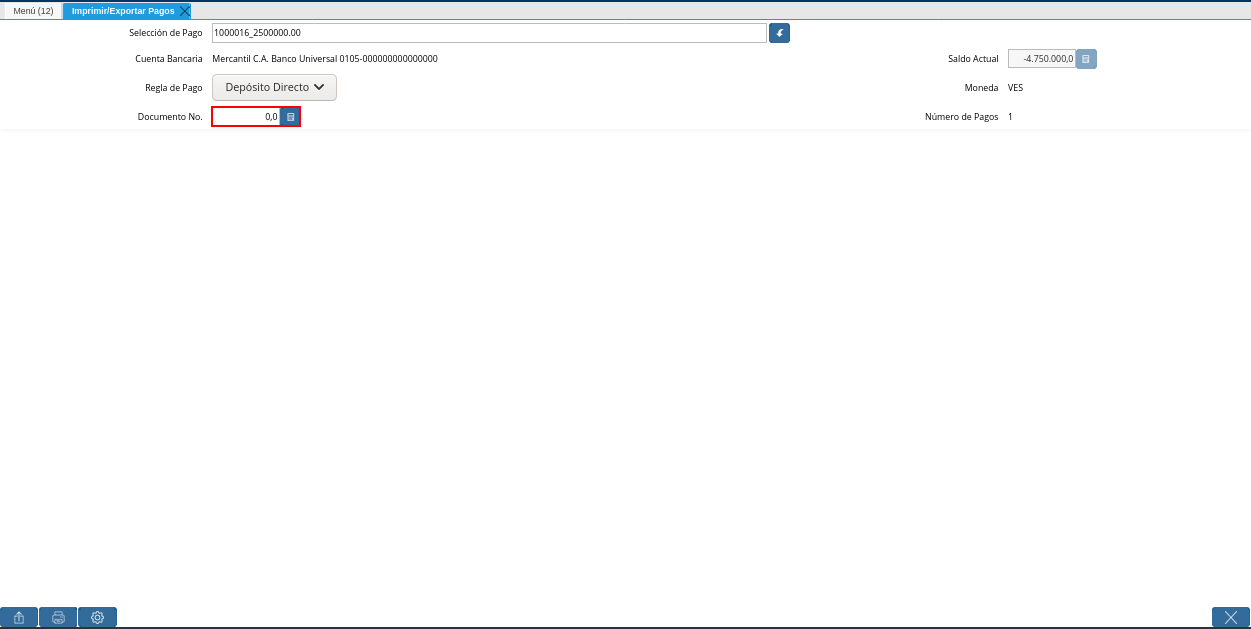 Menú (12) Imprimir/Exportar Pagos
Selección de Pago 1000016_2500000.00
Cuenta Bancaria Mercantil C.A. Banco Universal 0105-000000000000000 Saldo Actual -4.750.000,0
Regla de Pago Depósito Directo Moneda VES
Documento No. 0,0 Número de Pagos 1